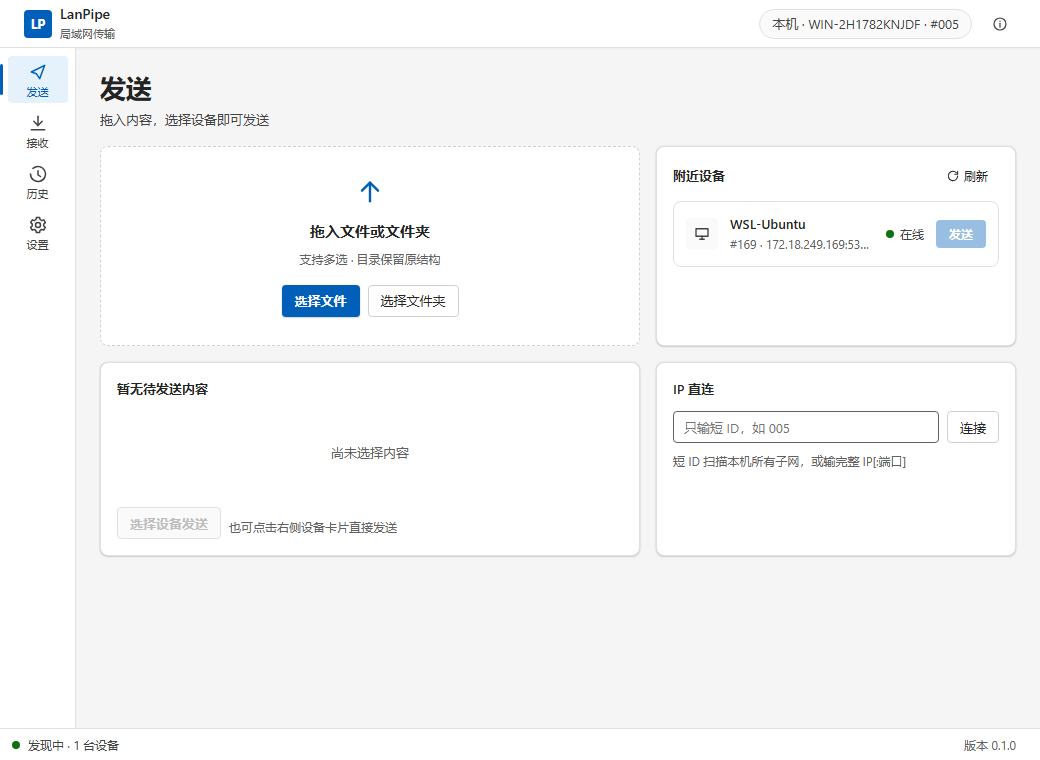 LP
LanPipe
局域网传输
本机 · WIN-2H1782KNJDF · #005
发送
接收
历史
设置
发送
拖入内容，选择设备即可发送
拖入文件或文件夹
支持多选 · 目录保留原结构
选择文件
选择文件夹
附近设备
刷新
WSL-Ubuntu
#169 · 172.18.249.169:53...
在线
发送
暂无待发送内容
尚未选择内容
选择设备发送
也可点击右侧设备卡片直接发送
IP 直连
只输短 ID，如 005
连接
短 ID 扫描本机所有子网，或输完整 IP[:端口]
发现中 · 1 台设备
版本 0.1.0